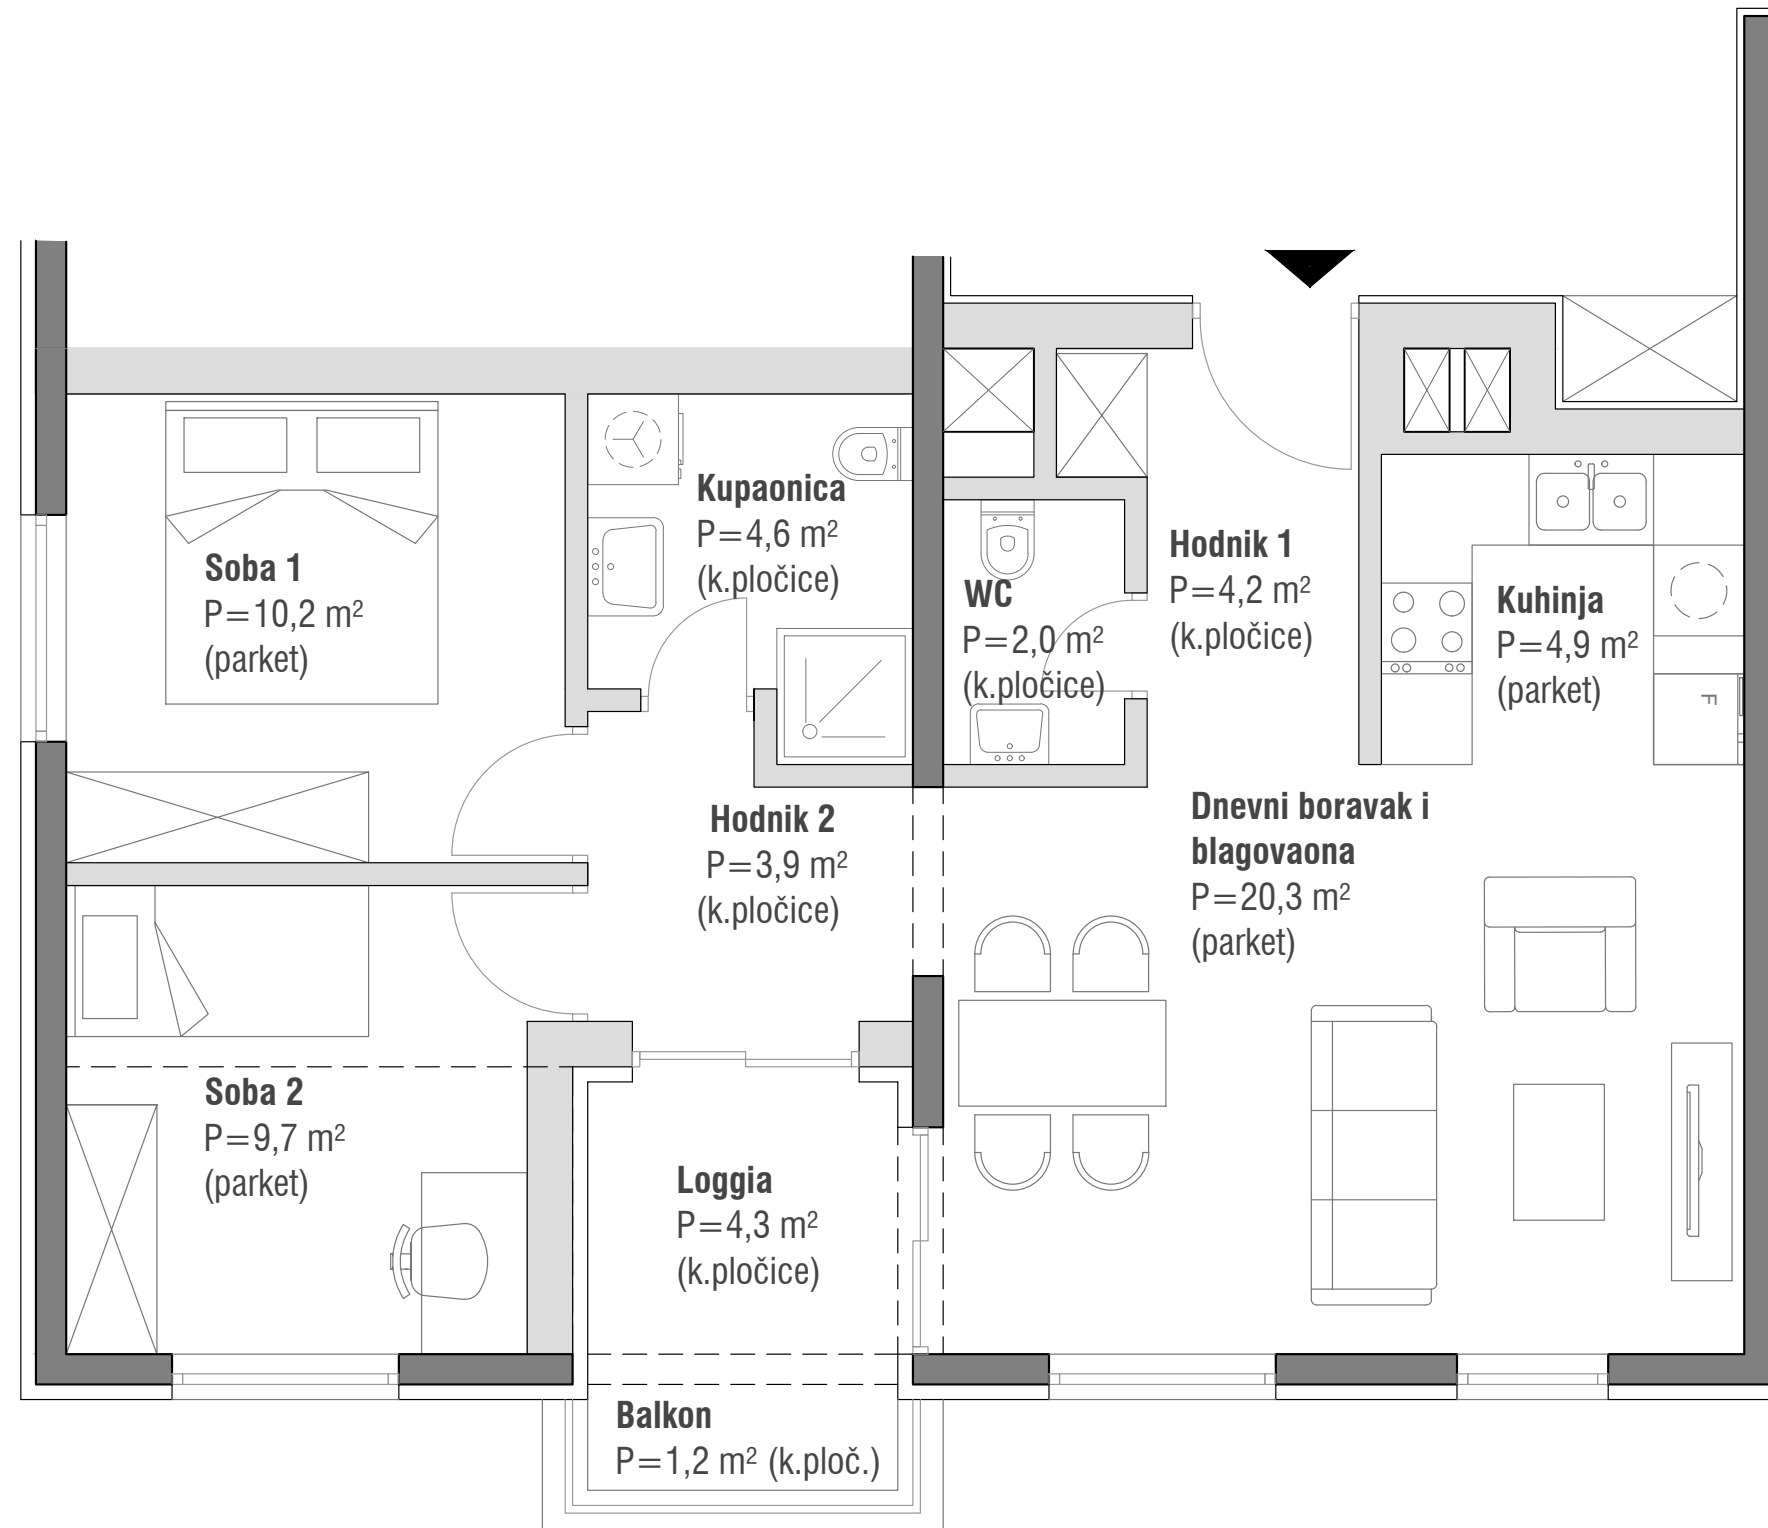 Kupaonica
P=4,6 m²
(k.pločice)
Soba 1
P=10,2 m²
(parket)
WC
P=2,0 m²
(k.pločice)
Hodnik 1
P=4,2 m²
(k.pločice)
Kuhinja
P=4,9 m²
(parket)
F
Hodnik 2
P=3,9 m²
(k.pločice)
Dnevni boravak i
blagovaona
P=20,3 m²
(parket)
Soba 2
P=9,7 m²
(parket)
Loggia
P=4,3 m²
(k.pločice)
Balkon
P=1,2 m² (k.ploč.)